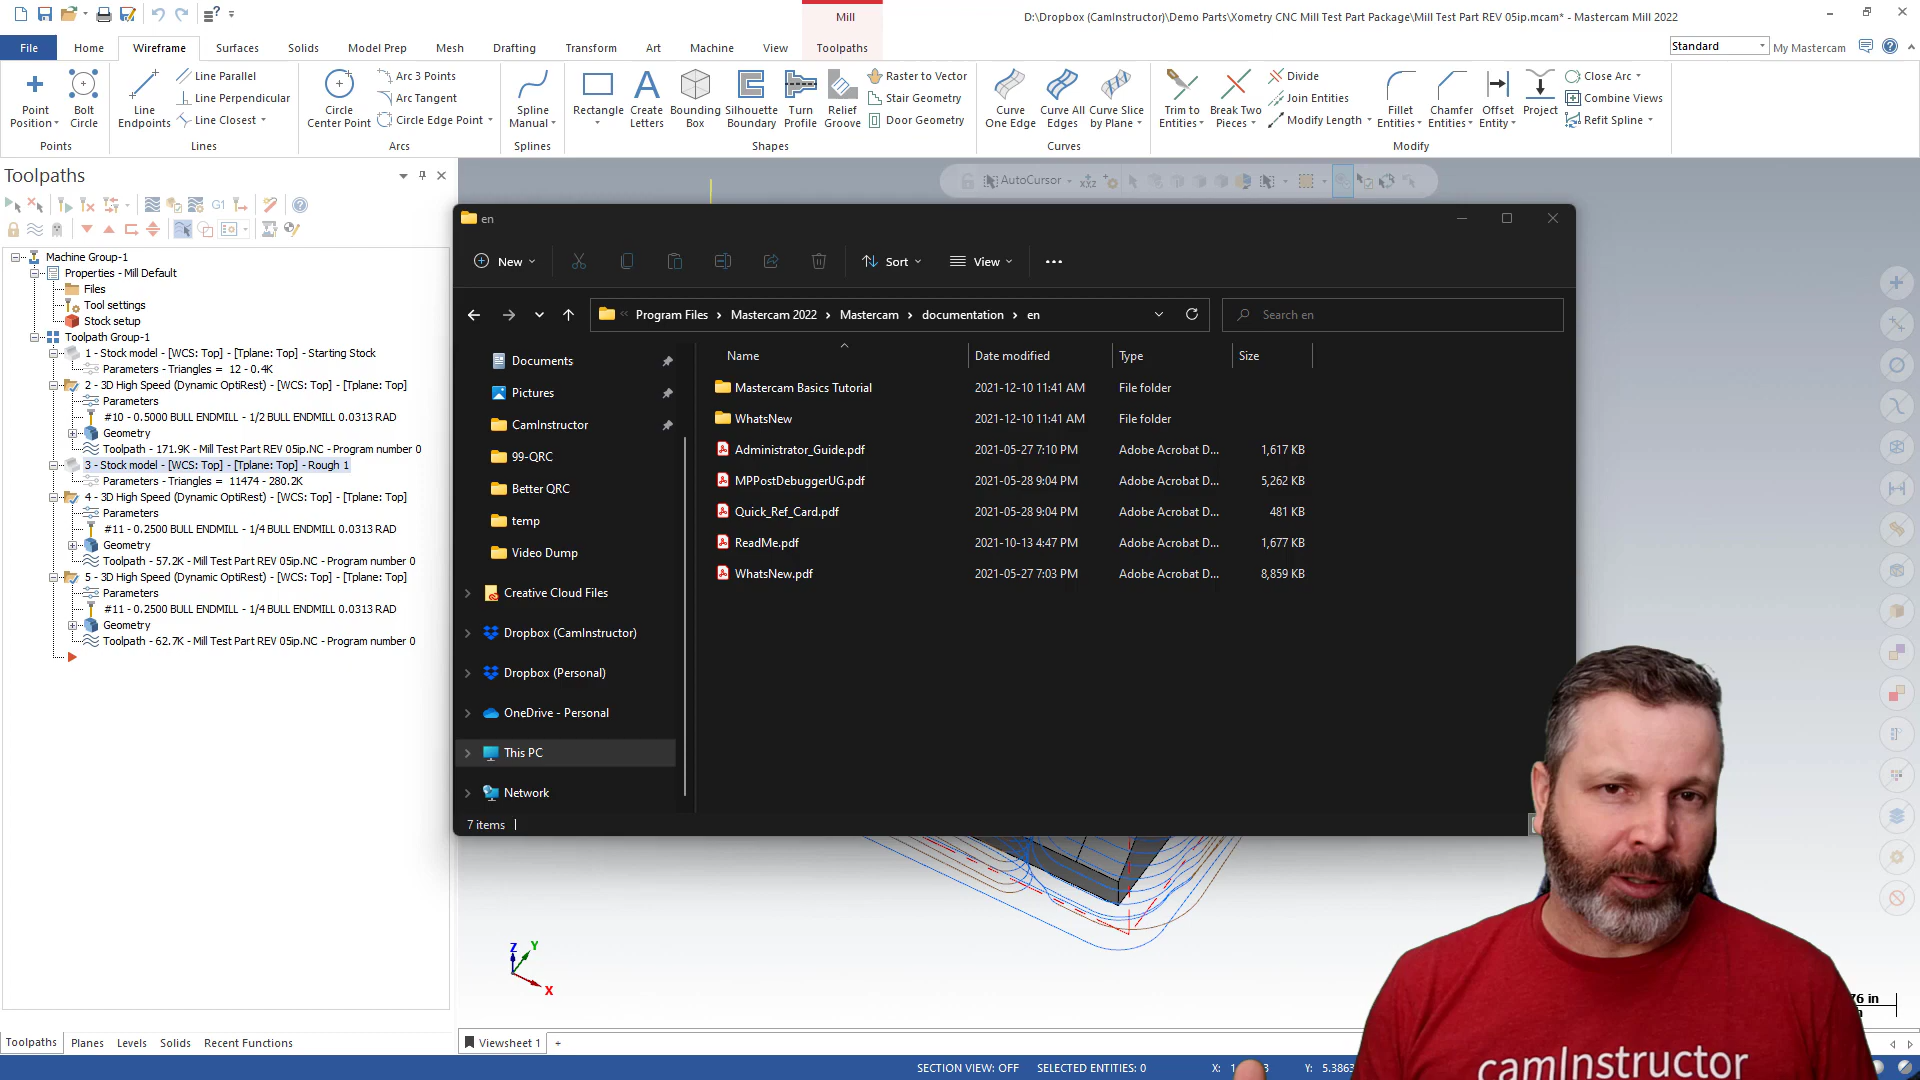 Mill
D:\Dropbox (CamInstructor)\Demo Parts\Xometry CNC Mill Test Part Package\Mill Test Part REV 05ip.mcam* - Mastercam Mill 2022
File Home Wireframe Surfaces Solids Model Prep Mesh Drafting Transform Art Machine View Toolpaths
Standard My Mastercam
Point Position
Bolt Circle
Points
Line Endpoints
Line Parallel
Line Perpendicular
Line Closest
Lines
Circle Center Point
Arc 3 Points
Arc Tangent
Circle Edge Point
Arcs
Spline Manual
Splines
Rectangle
Create Letters
Bounding Box
Silhouette Boundary
Turn Profile
Relief Groove
Raster to Vector
Stair Geometry
Door Geometry
Shapes
Curve One Edge
Curve All Edges
Curve Slice by Plane
Curves
Trim to Entities
Break Two Pieces
Divide
Join Entities
Modify Length
Fillet Entities
Chamfer Entities
Offset Entity
Project
Close Arc
Combine Views
Refit Spline
Modify
Toolpaths
G1
Machine Group-1
Properties - Mill Default
Files
Tool settings
Stock setup
Toolpath Group-1
1 - Stock model - [WCS: Top] - [Tplane: Top] - Starting Stock
Parameters - Triangles = 12 - 0.4K
2 - 3D High Speed (Dynamic OptiRest) - [WCS: Top] - [Tplane: Top]
Parameters
#10 - 0.5000 BULL ENDMILL - 1/2 BULL ENDMILL 0.0313 RAD
Geometry
Toolpath - 171.9K - Mill Test Part REV 05ip.NC - Program number 0
3 - Stock model - [WCS: Top] - [Tplane: Top] - Rough 1
Parameters - Triangles = 11474 - 280.2K
4 - 3D High Speed (Dynamic OptiRest) - [WCS: Top] - [Tplane: Top]
Parameters
#11 - 0.2500 BULL ENDMILL - 1/4 BULL ENDMILL 0.0313 RAD
Geometry
Toolpath - 57.2K - Mill Test Part REV 05ip.NC - Program number 0
5 - 3D High Speed (Dynamic OptiRest) - [WCS: Top] - [Tplane: Top]
Parameters
#11 - 0.2500 BULL ENDMILL - 1/4 BULL ENDMILL 0.0313 RAD
Geometry
Toolpath - 62.7K - Mill Test Part REV 05ip.NC - Program number 0
AutoCursor
en
New Sort View
Program Files > Mastercam 2022 > Mastercam > documentation > en
Search en
Documents
Pictures
CamInstructor
99-QRC
Better QRC
temp
Video Dump
Creative Cloud Files
Dropbox (CamInstructor)
Dropbox (Personal)
OneDrive - Personal
This PC
Network
Name Date modified Type Size
Mastercam Basics Tutorial 2021-12-10 11:41 AM File folder
WhatsNew 2021-12-10 11:41 AM File folder
Administrator_Guide.pdf 2021-05-27 7:10 PM Adobe Acrobat D... 1,617 KB
MPPostDebuggerUG.pdf 2021-05-28 9:04 PM Adobe Acrobat D... 5,262 KB
Quick_Ref_Card.pdf 2021-05-28 9:04 PM Adobe Acrobat D... 481 KB
ReadMe.pdf 2021-10-13 4:47 PM Adobe Acrobat D... 1,677 KB
WhatsNew.pdf 2021-05-27 7:03 PM Adobe Acrobat D... 8,859 KB
7 items
Z Y X
76 in
camInstructor
Toolpaths Planes Levels Solids Recent Functions
Viewsheet 1 +
SECTION VIEW: OFF SELECTED ENTITIES: 0 X: Y: 5.3863